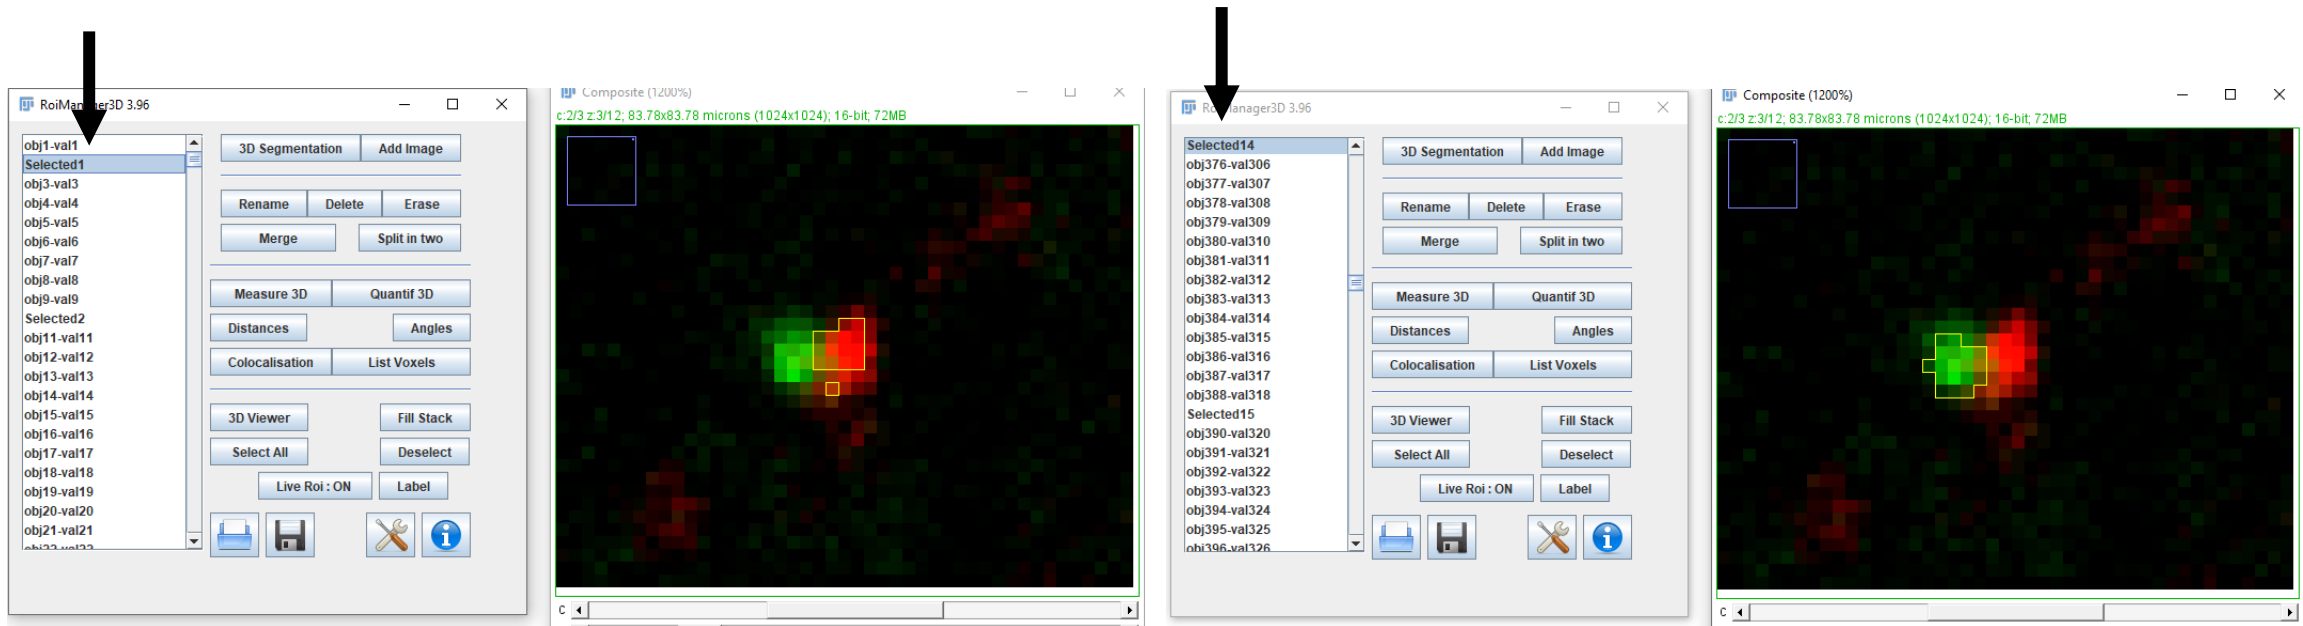 RoiManager3D 3.96
obj1-val1
Selected1
obj3-val3
obj4-val4
obj5-val5
obj6-val6
obj7-val7
obj8-val8
obj9-val9
Selected2
obj11-val11
obj12-val12
obj13-val13
obj14-val14
obj15-val15
obj16-val16
obj17-val17
obj18-val18
obj19-val19
obj20-val20
obj21-val21
obj22-val22
3D Segmentation Add Image
Rename Delete Erase
Merge Split in two
Measure 3D Quantif 3D
Distances Angles
Colocalisation List Voxels
3D Viewer Fill Stack
Select All Deselect
Live Roi : ON Label
Composite (1200%)
c:2/3 z:3/12; 83.78x83.78 microns (1024x1024); 16-bit; 72MB
c
RoiManager3D 3.96
Selected14
obj376-val306
obj377-val307
obj378-val308
obj379-val309
obj380-val310
obj381-val311
obj382-val312
obj383-val313
obj384-val314
obj385-val315
obj386-val316
obj387-val317
obj388-val318
Selected15
obj390-val320
obj391-val321
obj392-val322
obj393-val323
obj394-val324
obj395-val325
obj396-val326
3D Segmentation Add Image
Rename Delete Erase
Merge Split in two
Measure 3D Quantif 3D
Distances Angles
Colocalisation List Voxels
3D Viewer Fill Stack
Select All Deselect
Live Roi : ON Label
Composite (1200%)
c:2/3 z:3/12; 83.78x83.78 microns (1024x1024); 16-bit; 72MB
c